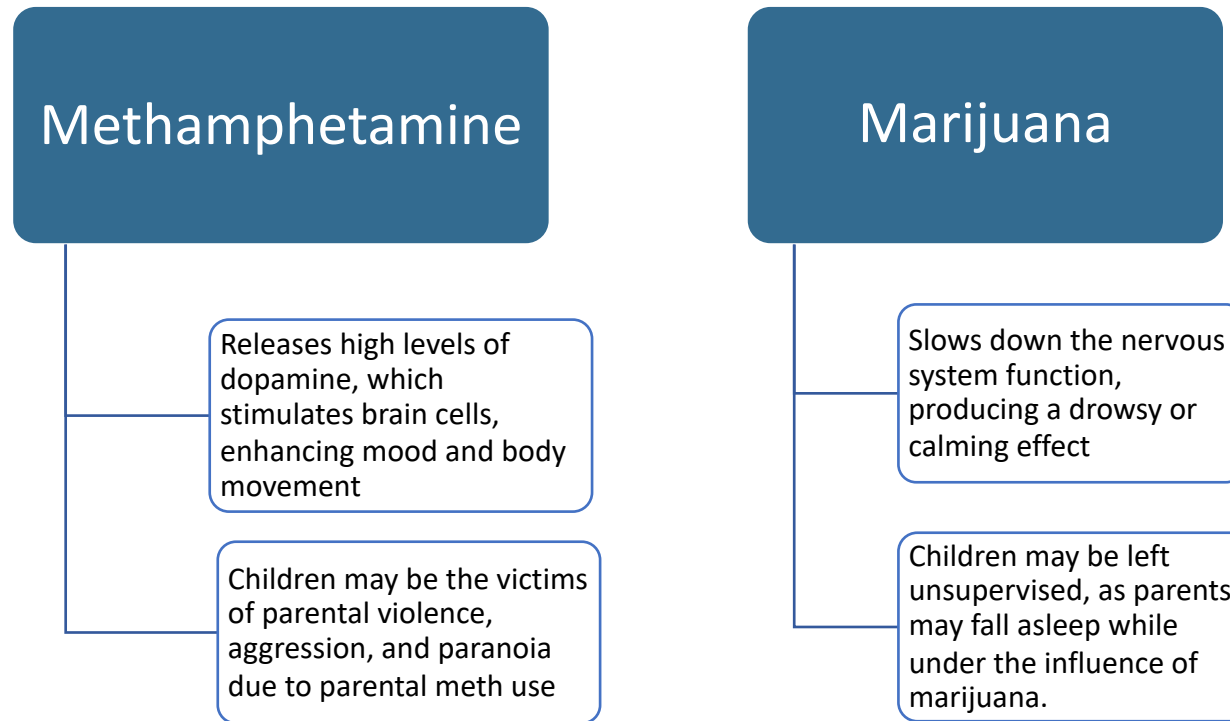 Methamphetamine
Releases high levels of
dopamine, which
stimulates brain cells,
enhancing mood and body
movement
Children may be the victims
of parental violence,
aggression, and paranoia
due to parental meth use
Marijuana
Slows down the nervous
system function,
producing a drowsy or
calming effect
Children may be left
unsupervised, as parents
may fall asleep while
under the influence of
marijuana.